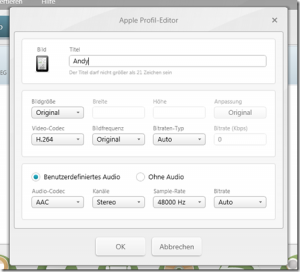 Hilfe
Apple Profil-Editor
Bild
Titel
Andy
Der Titel darf nicht größer als 21 Zeichen sein
Bildgröße Breite Höhe Anpassung
Original Original
Video-Codec Bildfrequenz Bitraten-Typ Bitrate (Kbps)
H.264 Original Auto 0
Benutzerdefiniertes Audio Ohne Audio
Audio-Codec Kanäle Sample-Rate Bitrate
AAC Stereo 48000 Hz Auto
OK Abbrechen